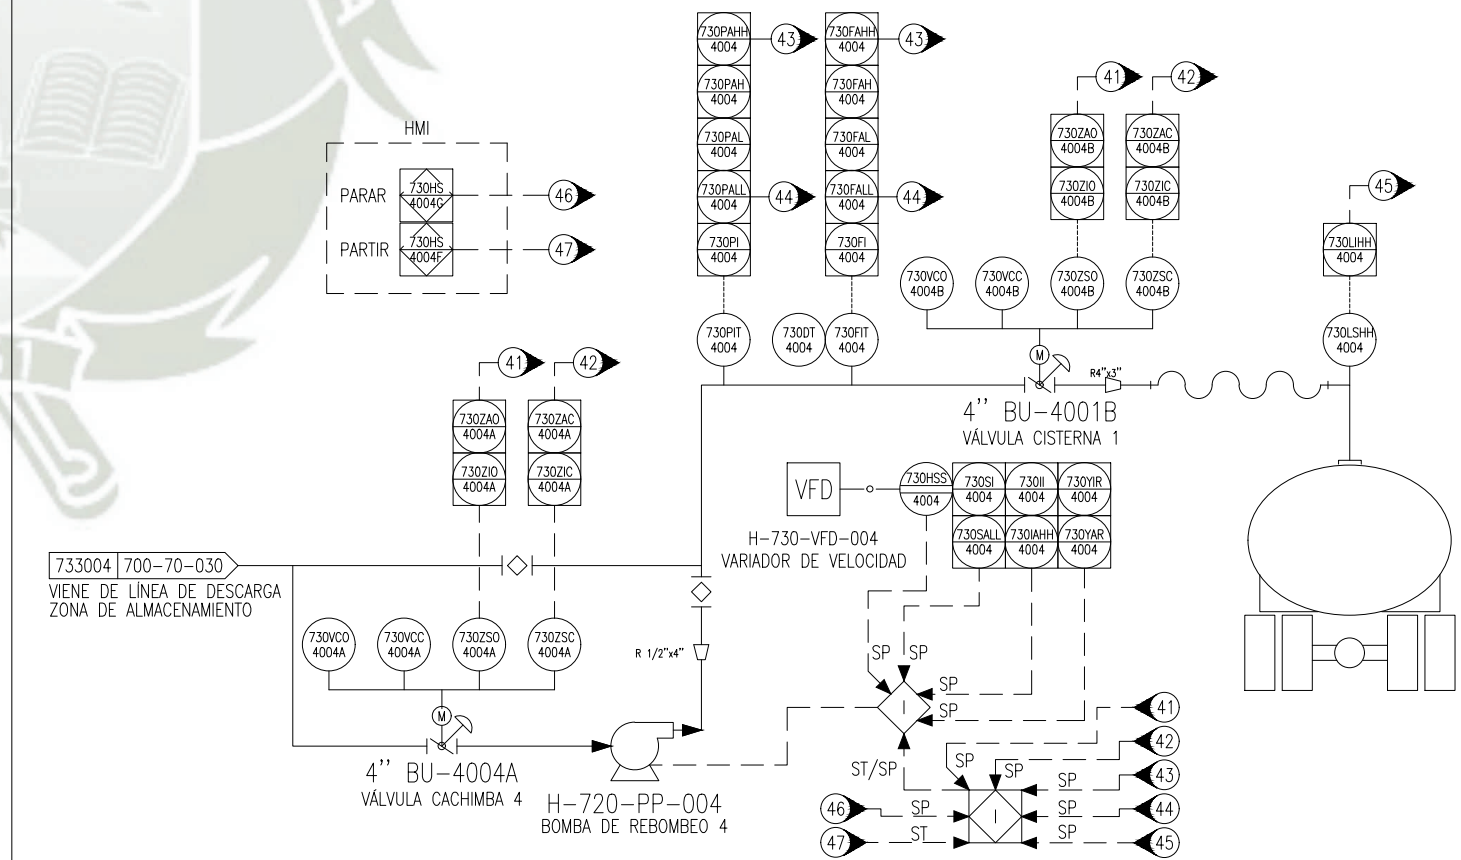 730PAHH
4004
43
730FAHH
4004
43
730PAH
4004
730FAH
4004
41
42
HMI
730PAL
4004
730FAL
4004
730ZAO
4004B
730ZAC
4004B
PARAR
730HS
4004G
46
730PALL
4004
44
730FALL
4004
44
730ZIO
4004B
730ZIC
4004B
45
PARTIR
730HS
4004F
47
730PI
4004
730FI
4004
730LIHH
4004
730VCO
4004B
730VCC
4004B
730ZSO
4004B
730ZSC
4004B
730PIT
4004
730DT
4004
730FIT
4004
730LSHH
4004
M
R4"x3"
41
42
4'' BU-4001B
VÁLVULA CISTERNA 1
730ZAO
4004A
730ZAC
4004A
730ZIO
4004A
730ZIC
4004A
VFD
730HSS
4004
730SI
4004
730II
4004
730YIR
4004
H-730-VFD-004
VARIADOR DE VELOCIDAD
730SALL
4004
730IAHH
4004
730YAR
4004
733004
700-70-030
VIENE DE LÍNEA DE DESCARGA
ZONA DE ALMACENAMIENTO
730VCO
4004A
730VCC
4004A
730ZSO
4004A
730ZSC
4004A
R 1/2"x4"
SP
SP
SP
SP
I
M
41
42
4'' BU-4004A
VÁLVULA CACHIMBA 4
ST/SP
SP
SP
SP
43
H-720-PP-004
BOMBA DE REBOMBEO 4
46
SP
I
SP
44
47
ST
SP
45